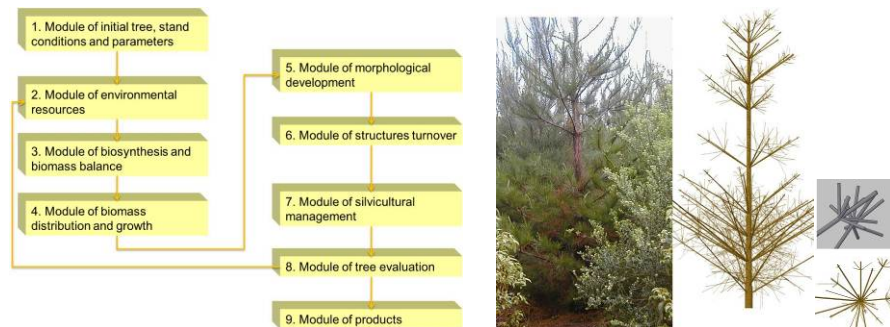 1. Module of initial tree, stand
conditions and parameters
2. Module of environmental
resources
3. Module of biosynthesis and
biomass balance
4. Module of biomass
distribution and growth
5. Module of morphological
development
6. Module of structures turnover
7. Module of silvicultural
management
8. Module of tree evaluation
9. Module of products